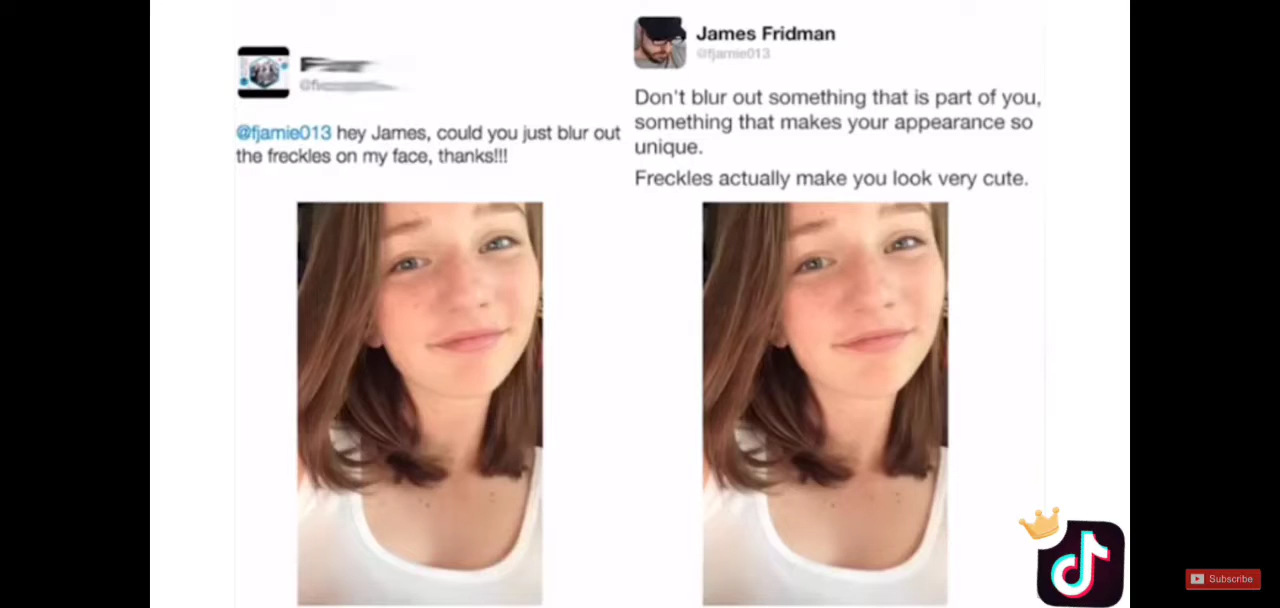 @fjamie013 hey James, could you just blur out
the freckles on my face, thanks!!!
James Fridman
@fjamie013
Don't blur out something that is part of you,
something that makes your appearance so
unique.
Freckles actually make you look very cute.
Subscribe